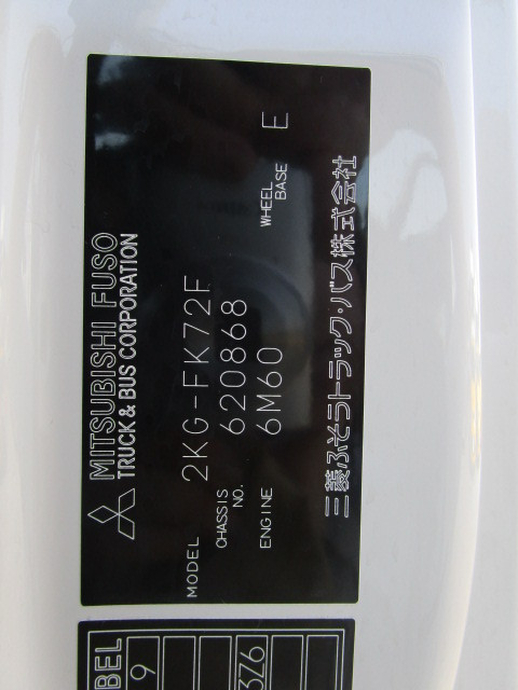 MITSUBISHI FUSO
TRUCK & BUS CORPORATION
MODEL 2KG-FK72F
CHASSIS NO. 620868
ENGINE 6M60 WHEEL BASE E
三菱ふそうトラック・バス株式会社
BEL
9
3Z6